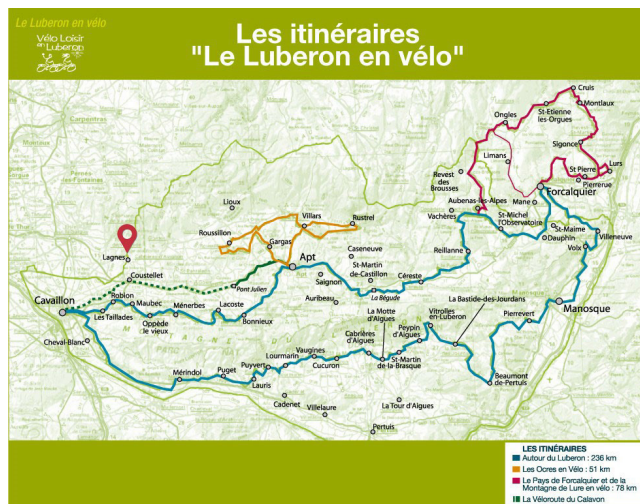 Le Luberon en vélo
Vélo Loisir
en Luberon
Les itinéraires
"Le Luberon en vélo"
Cruis
Montlaux
St-Etienne
les-Orgues
Ongles
Carpentras
Sigonce
Limans
Lurs
St Pierre
Pierrerue
Revest
des
Brousses
Forcalquier
Mane
Aubenas-les-Alpes
Lioux
Vachères
St-Michel
l'Observatoire
Villars
Rustrel
St-Maime
Dauphin
Villeneuve
Roussillon
Gargas
Volx
Reillanne
Caseneuve
Apt
Lagnes
St-Martin
de-Castillon
Coustellet
Saignon
Céreste
Pont Julien
La Bégude
Cavaillon
Robion
Maubec
Ménerbes
Lacoste
Auribeau
La Bastide-des-Jourdans
Manosque
Les Taillades
Oppède
le vieux
Bonnieux
La Motte
d'Aigues
Vitrolles
en-Luberon
Pierrevert
Cheval-Blanc
Cabrières
d'Aigues
Peypin
d'Aigues
Vaugines
Lourmarin
Puyvert
Cucuron
St-Martin
de-la-Brasque
Mérindol
Puget
Lauris
Beaumont
de-Pertuis
Cadenet
Villelaure
La Tour d'Aigues
Pertuis
LES ITINÉRAIRES
Autour du Luberon : 236 km
Les Ocres en Vélo : 51 km
Le Pays de Forcalquier et de la
Montagne de Lure en vélo : 78 km
La Véloroute du Calavon